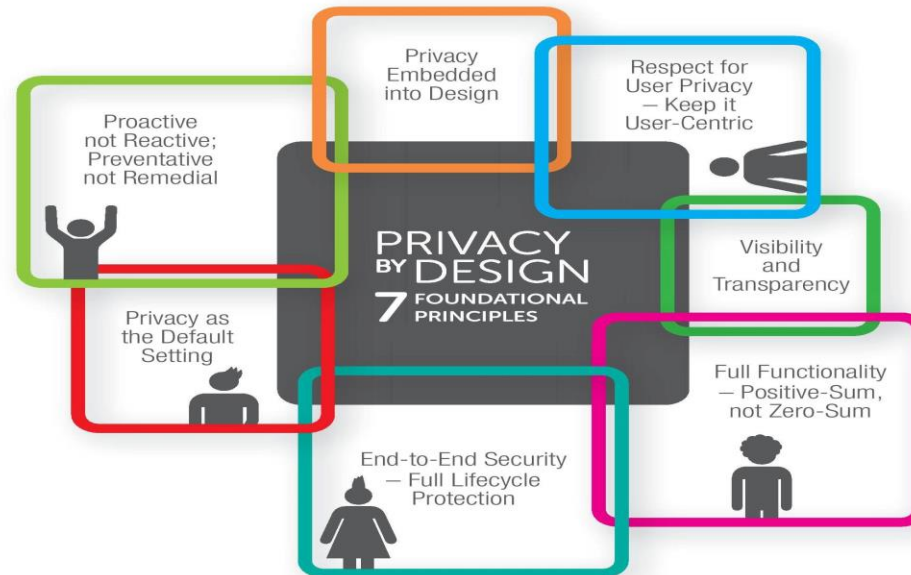 Privacy
Embedded
into Design
Respect for
User Privacy
— Keep it
User-Centric
Proactive
not Reactive;
Preventative
not Remedial
PRIVACY
BY DESIGN
7 FOUNDATIONAL
PRINCIPLES
Visibility
and
Transparency
Privacy as
the Default
Setting
Full Functionality
— Positive-Sum,
not Zero-Sum
End-to-End Security
— Full Lifecycle
Protection